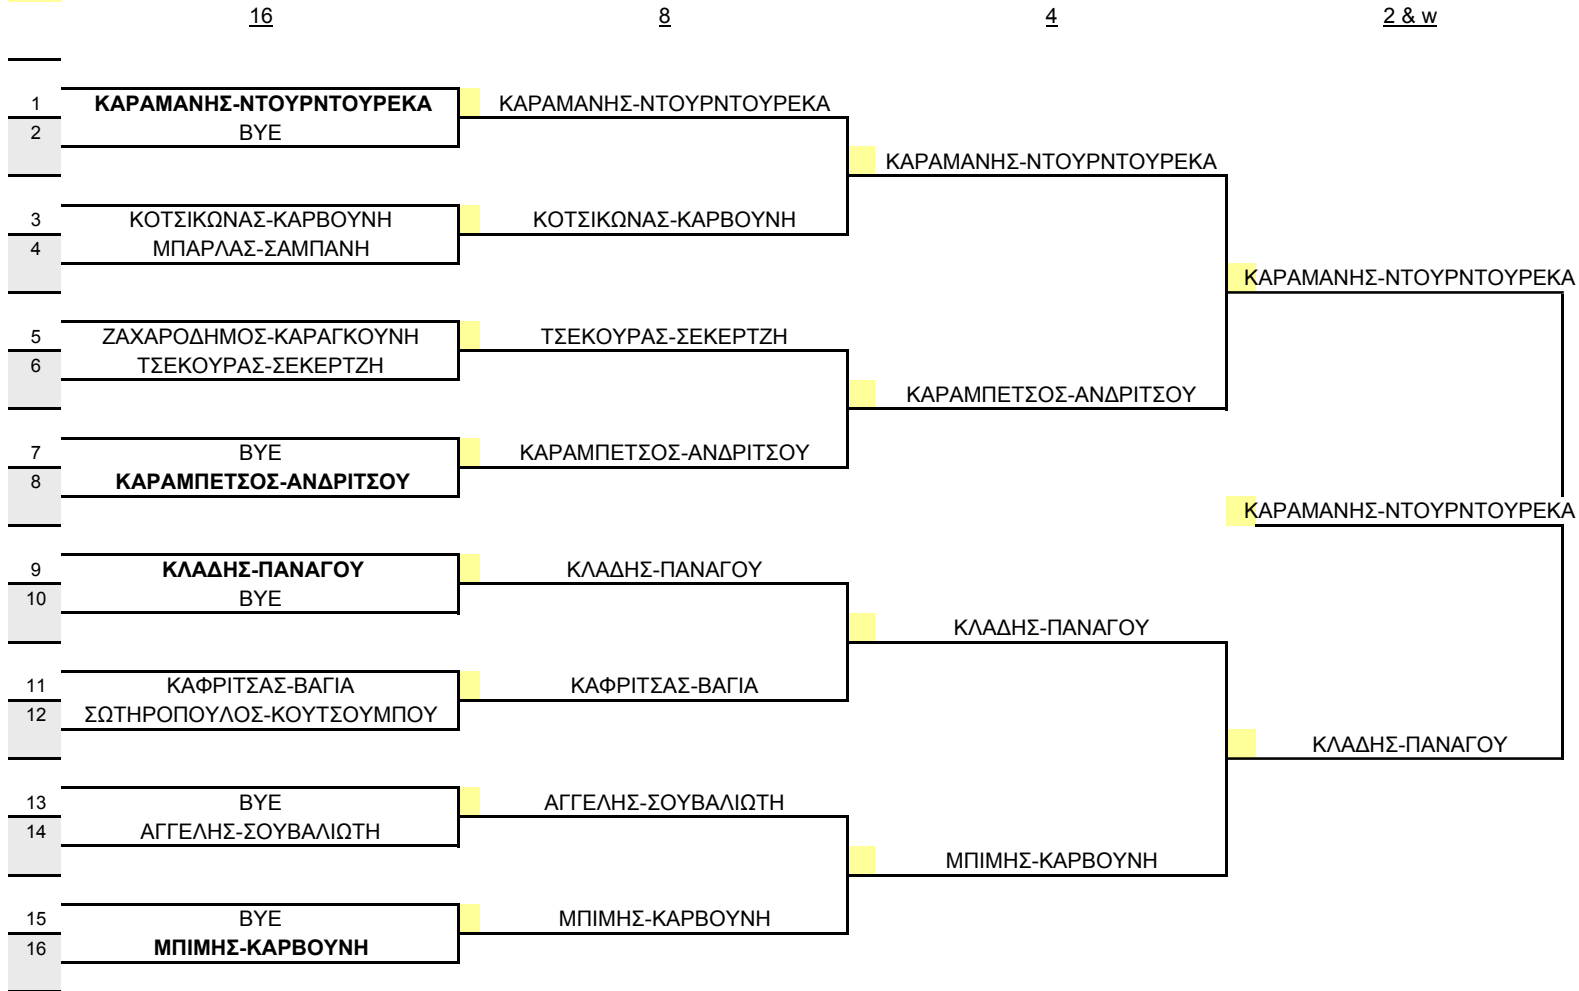 16 8 4 2 & w
1 ΚΑΡΑΜΑΝΗΣ-ΝΤΟΥΡΝΤΟΥΡΕΚΑ ΚΑΡΑΜΑΝΗΣ-ΝΤΟΥΡΝΤΟΥΡΕΚΑ
2 BYE
ΚΑΡΑΜΑΝΗΣ-ΝΤΟΥΡΝΤΟΥΡΕΚΑ
3 ΚΟΤΣΙΚΩΝΑΣ-ΚΑΡΒΟΥΝΗ ΚΟΤΣΙΚΩΝΑΣ-ΚΑΡΒΟΥΝΗ
4 ΜΠΑΡΛΑΣ-ΣΑΜΠΑΝΗ
ΚΑΡΑΜΑΝΗΣ-ΝΤΟΥΡΝΤΟΥΡΕΚΑ
5 ΖΑΧΑΡΟΔΗΜΟΣ-ΚΑΡΑΓΚΟΥΝΗ ΤΣΕΚΟΥΡΑΣ-ΣΕΚΕΡΤΖΗ
6 ΤΣΕΚΟΥΡΑΣ-ΣΕΚΕΡΤΖΗ
ΚΑΡΑΜΠΕΤΣΟΣ-ΑΝΔΡΙΤΣΟΥ
7 BYE ΚΑΡΑΜΠΕΤΣΟΣ-ΑΝΔΡΙΤΣΟΥ
8 ΚΑΡΑΜΠΕΤΣΟΣ-ΑΝΔΡΙΤΣΟΥ
ΚΑΡΑΜΑΝΗΣ-ΝΤΟΥΡΝΤΟΥΡΕΚΑ
9 ΚΛΑΔΗΣ-ΠΑΝΑΓΟΥ ΚΛΑΔΗΣ-ΠΑΝΑΓΟΥ
10 BYE
ΚΛΑΔΗΣ-ΠΑΝΑΓΟΥ
11 ΚΑΦΡΙΤΣΑΣ-ΒΑΓΙΑ ΚΑΦΡΙΤΣΑΣ-ΒΑΓΙΑ
12 ΣΩΤΗΡΟΠΟΥΛΟΣ-ΚΟΥΤΣΟΥΜΠΟΥ
ΚΛΑΔΗΣ-ΠΑΝΑΓΟΥ
13 BYE ΑΓΓΕΛΗΣ-ΣΟΥΒΑΛΙΩΤΗ
14 ΑΓΓΕΛΗΣ-ΣΟΥΒΑΛΙΩΤΗ
ΜΠΙΜΗΣ-ΚΑΡΒΟΥΝΗ
15 BYE ΜΠΙΜΗΣ-ΚΑΡΒΟΥΝΗ
16 ΜΠΙΜΗΣ-ΚΑΡΒΟΥΝΗ